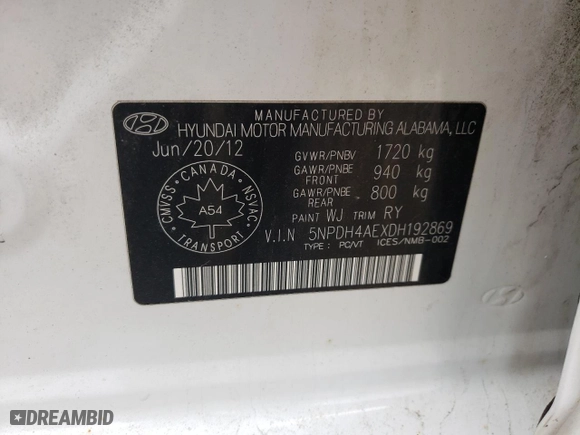 MANUFACTURED BY
HYUNDAI MOTOR MANUFACTURING ALABAMA, LLC
Jun/20/12
GVWR/PNBV 1720 kg
GAWR/PNBE FRONT 940 kg
GAWR/PNBE REAR 800 kg
PAINT WJ TRIM RY
V.I.N 5NPDH4AEXDH192869
TYPE: PC/VT ICES/NMB-002
CANADA
CMVSS NSVAC
A54
TRANSPORT
DREAMBID